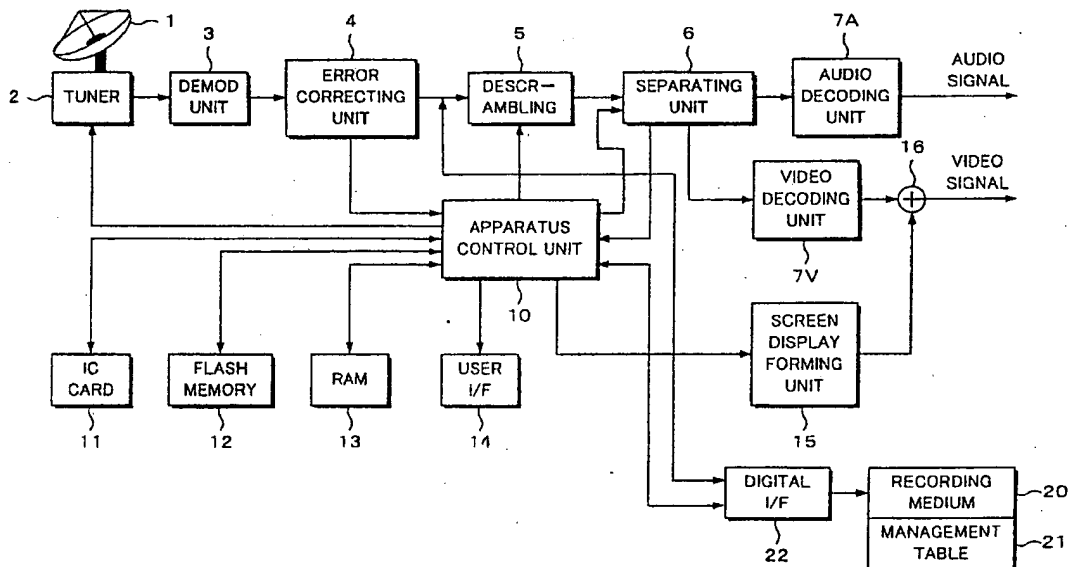 1
2
TUNER
3
DEMOD
UNIT
4
ERROR
CORRECTING
UNIT
5
DESCR-
AMBLING
6
SEPARATING
UNIT
7A
AUDIO
DECODING
UNIT
AUDIO
SIGNAL
VIDEO
DECODING
UNIT
7V
16
VIDEO
SIGNAL
APPARATUS
CONTROL UNIT
10
SCREEN
DISPLAY
FORMING
UNIT
15
IC
CARD
11
FLASH
MEMORY
12
RAM
13
USER
I/F
14
DIGITAL
I/F
22
RECORDING
MEDIUM
20
MANAGEMENT
TABLE
21